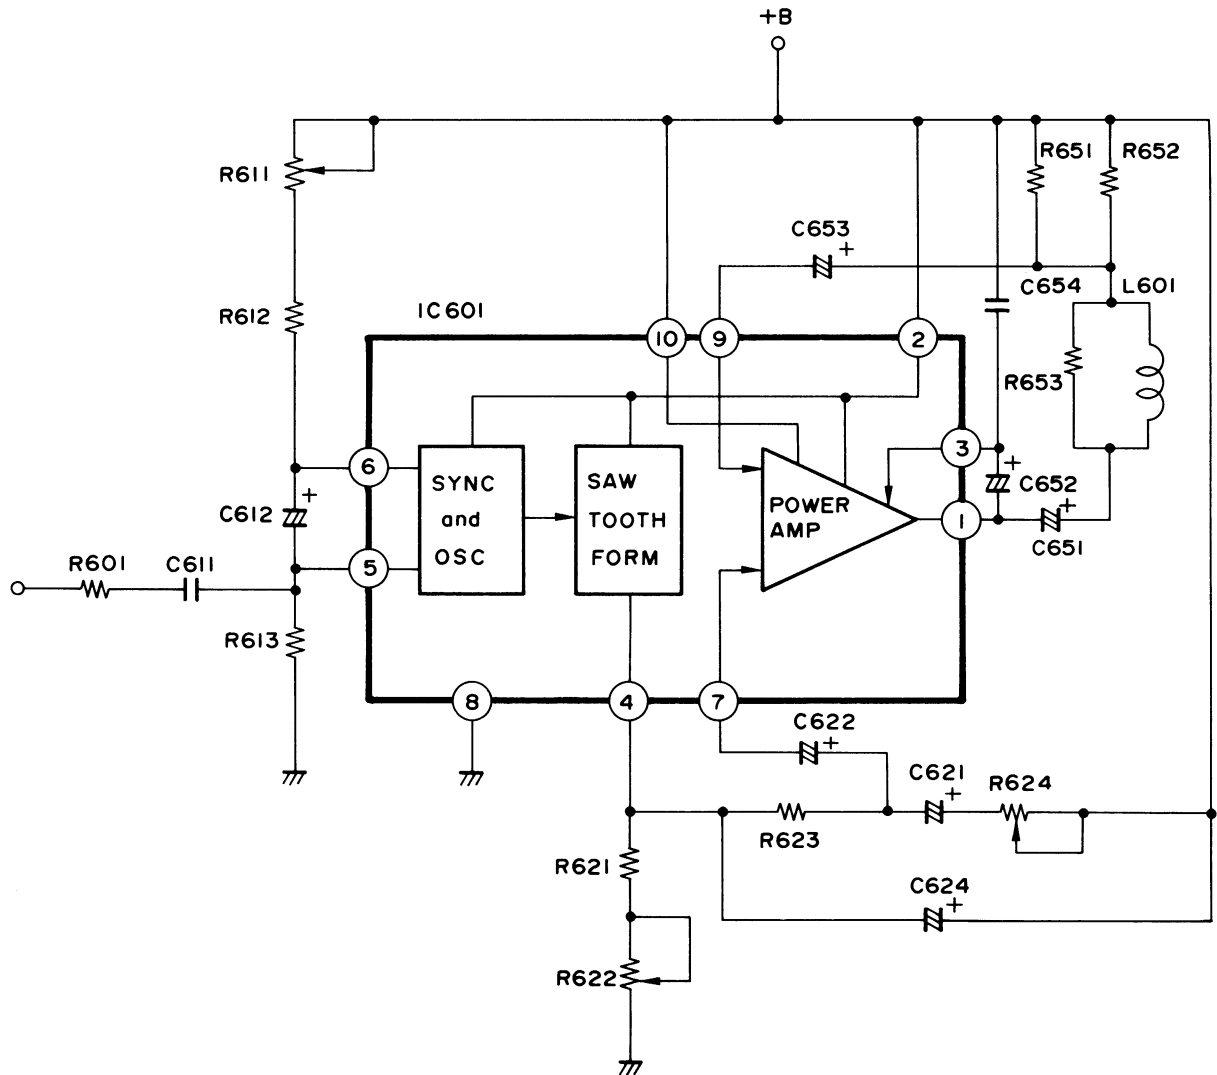 +B
R651
R652
R611
C653
+
C654
L601
R612
IC601
10
9
2
R653
6
3
+
SYNC
and
OSC
SAW
TOOTH
FORM
POWER
AMP
+
C612
C652
+
1
C651
R601
C611
5
R613
8
4
7
C622
+
C621
+
R624
R623
R621
C624
+
R622